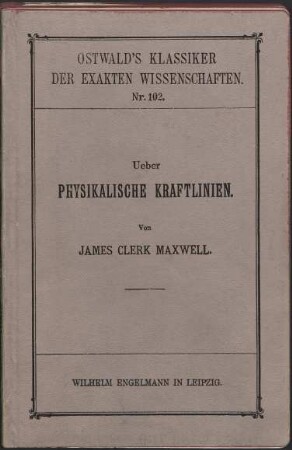 OSTWALD'S KLASSIKER
DER EXAKTEN WISSENSCHAFTEN.
Nr. 102.
Ueber
PHYSIKALISCHE KRAFTLINIEN.
Von
JAMES CLERK MAXWELL.
WILHELM ENGELMANN IN LEIPZIG.